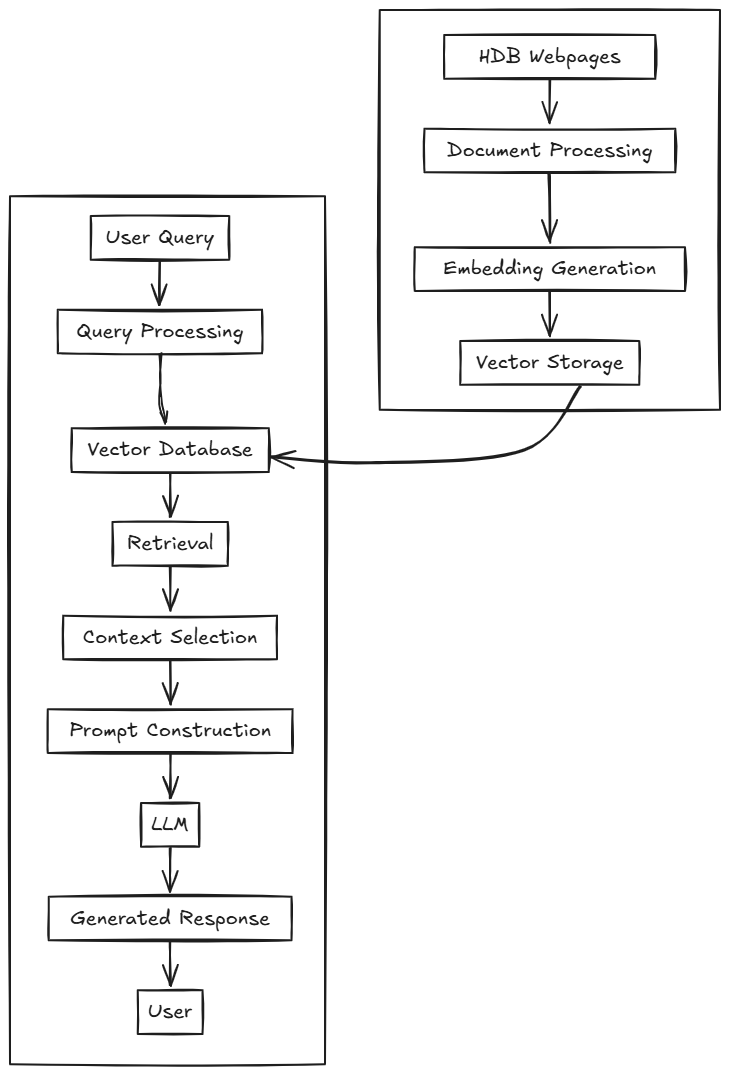 HDB Webpages
Document Processing
Embedding Generation
Vector Storage
User Query
Query Processing
Vector Database
Retrieval
Context Selection
Prompt Construction
LLM
Generated Response
User